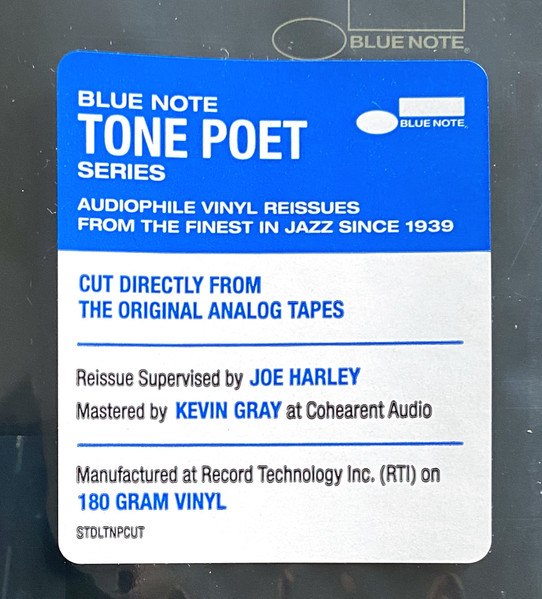 BLUE NOTE
BLUE NOTE
TONE POET
SERIES
BLUE NOTE
AUDIOPHILE VINYL REISSUES
FROM THE FINEST IN JAZZ SINCE 1939
CUT DIRECTLY FROM
THE ORIGINAL ANALOG TAPES
Reissue Supervised by JOE HARLEY
Mastered by KEVIN GRAY at Cohearent Audio
Manufactured at Record Technology Inc. (RTI) on
180 GRAM VINYL
STDLTNPCUT